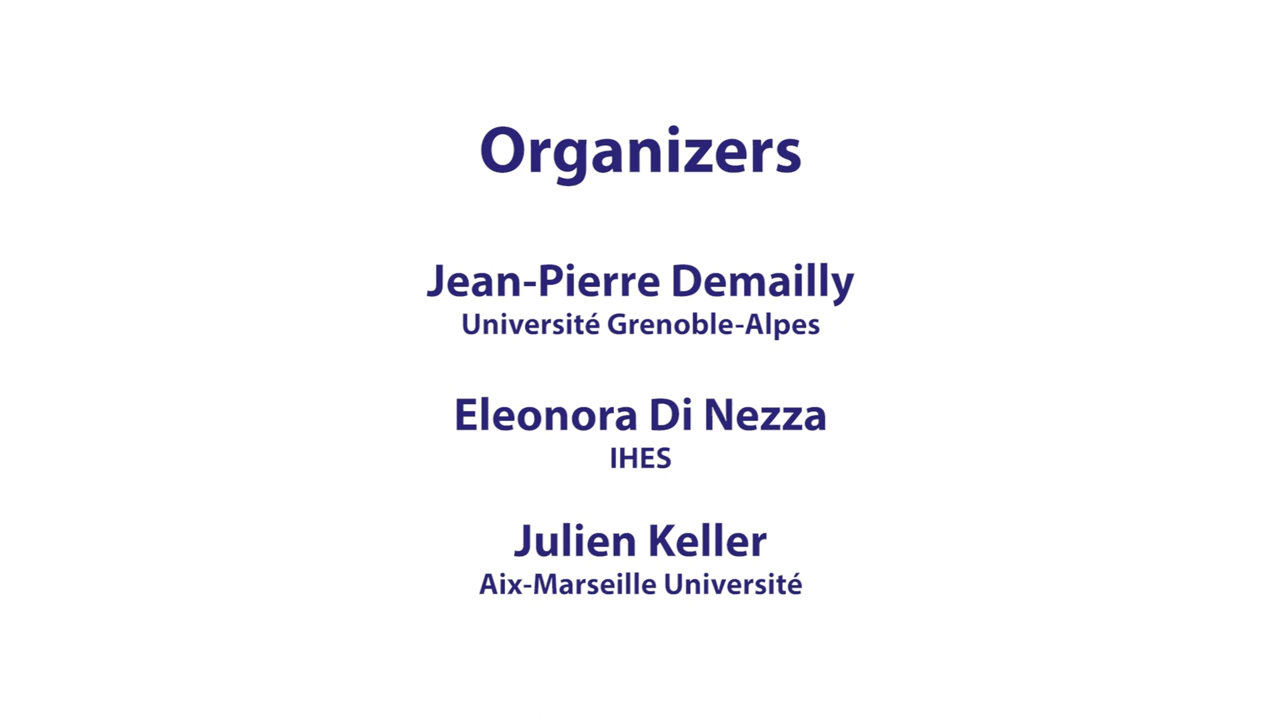 Organizers
Jean-Pierre Demailly
Université Grenoble-Alpes
Eleonora Di Nezza
IHES
Julien Keller
Aix-Marseille Université